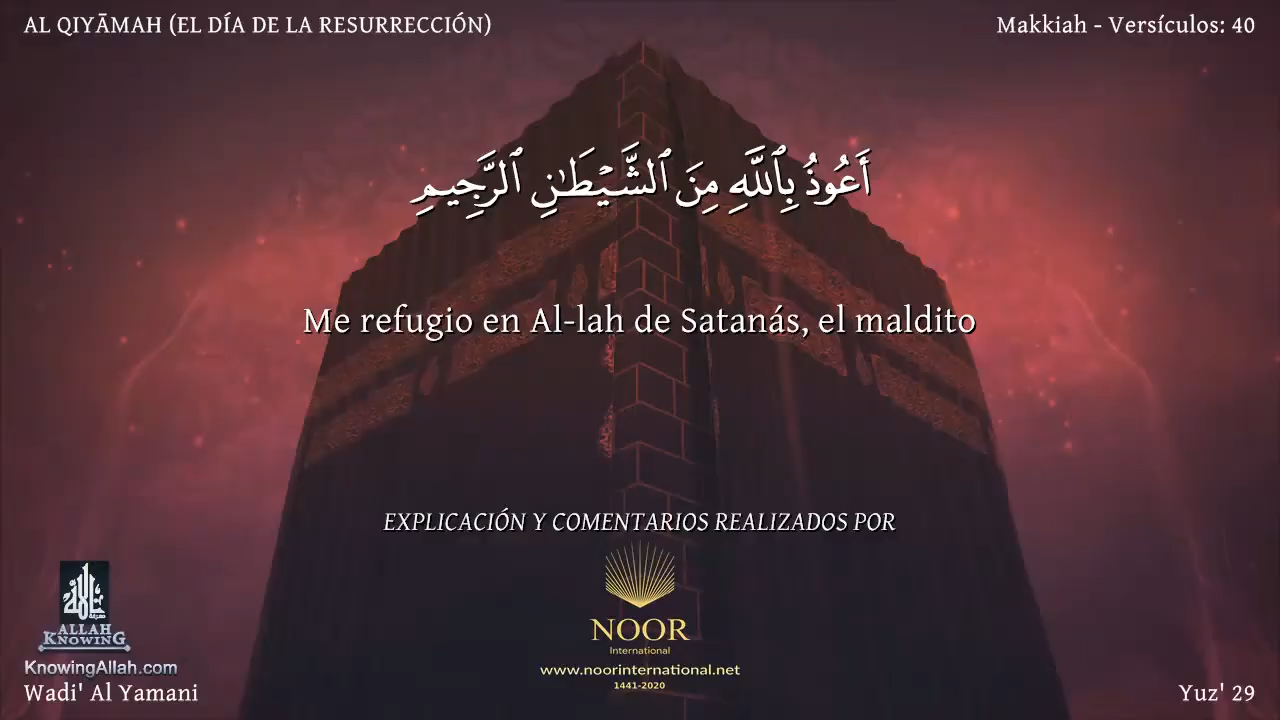 AL QIYĀMAH (EL DÍA DE LA RESURRECCIÓN)
Makkiah - Versículos: 40
أَعُوذُ بِٱللَّهِ مِنَ ٱلشَّيْطَـٰنِ ٱلرَّجِيمِ
Me refugio en Al-lah de Satanás, el maldito
EXPLICACIÓN Y COMENTARIOS REALIZADOS POR
NOOR
International
www.noorinternational.net
1441-2020
ALLAH
KNOWING
KnowingAllah.com
Wadi' Al Yamani
Yuz' 29